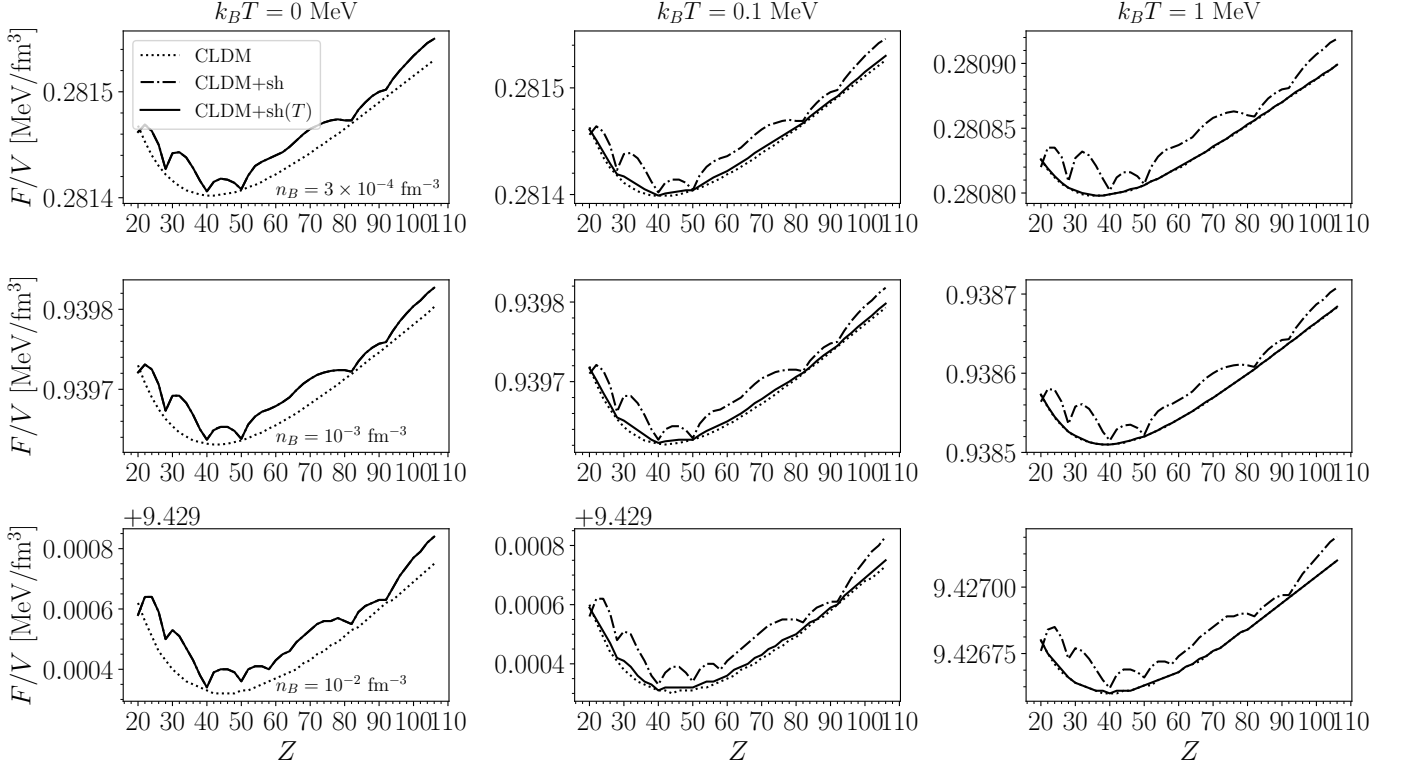 k_BT = 0 MeV
k_BT = 0.1 MeV
k_BT = 1 MeV
F/V [MeV/fm³]
0.2815
0.2814
CLDM
CLDM+sh
CLDM+sh(T)
n_B = 3 × 10⁻⁴ fm⁻³
20 30 40 50 60 70 80 90 100 110
0.2815
0.2814
20 30 40 50 60 70 80 90 100 110
0.28090
0.28085
0.28080
20 30 40 50 60 70 80 90 100 110
F/V [MeV/fm³]
0.9398
0.9397
n_B = 10⁻³ fm⁻³
20 30 40 50 60 70 80 90 100 110
0.9398
0.9397
20 30 40 50 60 70 80 90 100 110
0.9387
0.9386
0.9385
20 30 40 50 60 70 80 90 100 110
F/V [MeV/fm³]
+9.429
0.0008
0.0006
0.0004
n_B = 10⁻² fm⁻³
20 30 40 50 60 70 80 90 100 110
Z
+9.429
0.0008
0.0006
0.0004
20 30 40 50 60 70 80 90 100 110
Z
9.42700
9.42675
20 30 40 50 60 70 80 90 100 110
Z